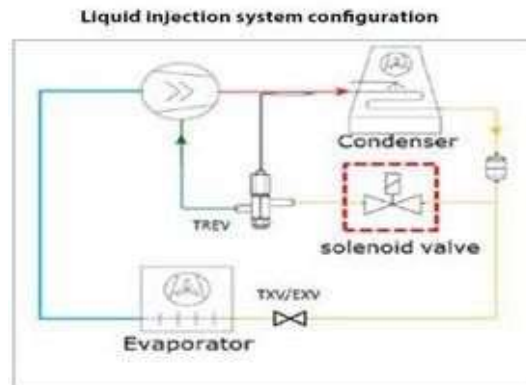 Liquid injection system configuration
Condenser
TREV
solenoid valve
TXV/EXV
Evaporator